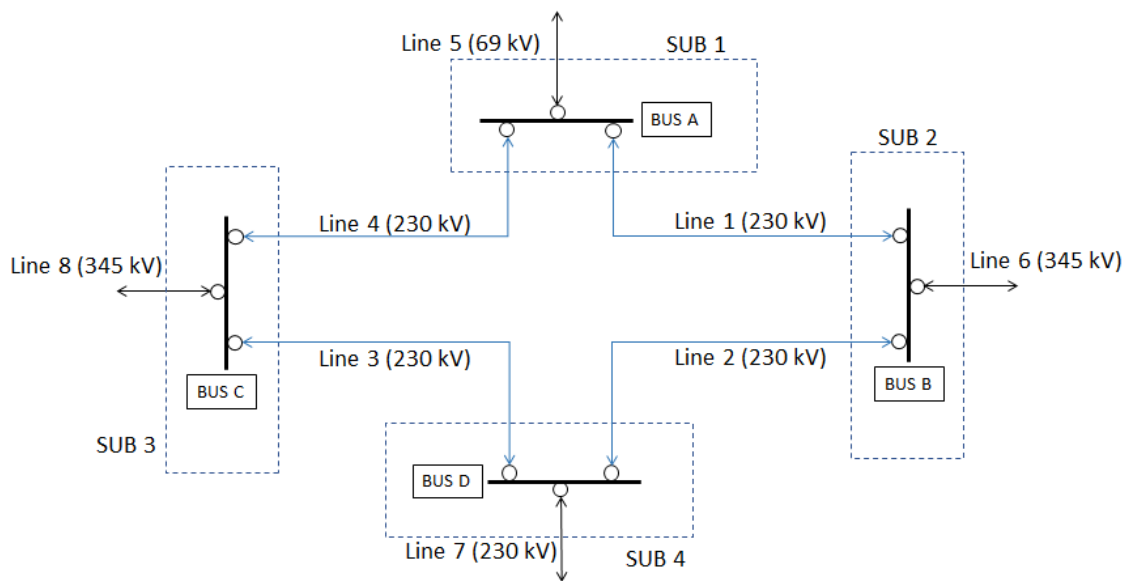 Line 5 (69 kV)
SUB 1
BUS A
SUB 2
Line 4 (230 kV)
Line 1 (230 kV)
Line 8 (345 kV)
Line 6 (345 kV)
Line 3 (230 kV)
Line 2 (230 kV)
BUS C
BUS B
SUB 3
BUS D
Line 7 (230 kV)
SUB 4